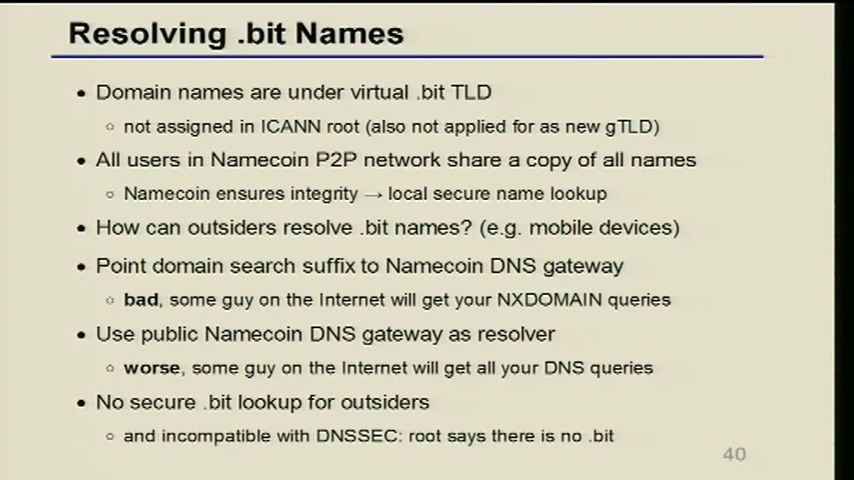 Resolving .bit Names
• Domain names are under virtual .bit TLD
○ not assigned in ICANN root (also not applied for as new gTLD)
• All users in Namecoin P2P network share a copy of all names
○ Namecoin ensures integrity → local secure name lookup
• How can outsiders resolve .bit names? (e.g. mobile devices)
• Point domain search suffix to Namecoin DNS gateway
○ bad, some guy on the Internet will get your NXDOMAIN queries
• Use public Namecoin DNS gateway as resolver
○ worse, some guy on the Internet will get all your DNS queries
• No secure .bit lookup for outsiders
○ and incompatible with DNSSEC: root says there is no .bit
40